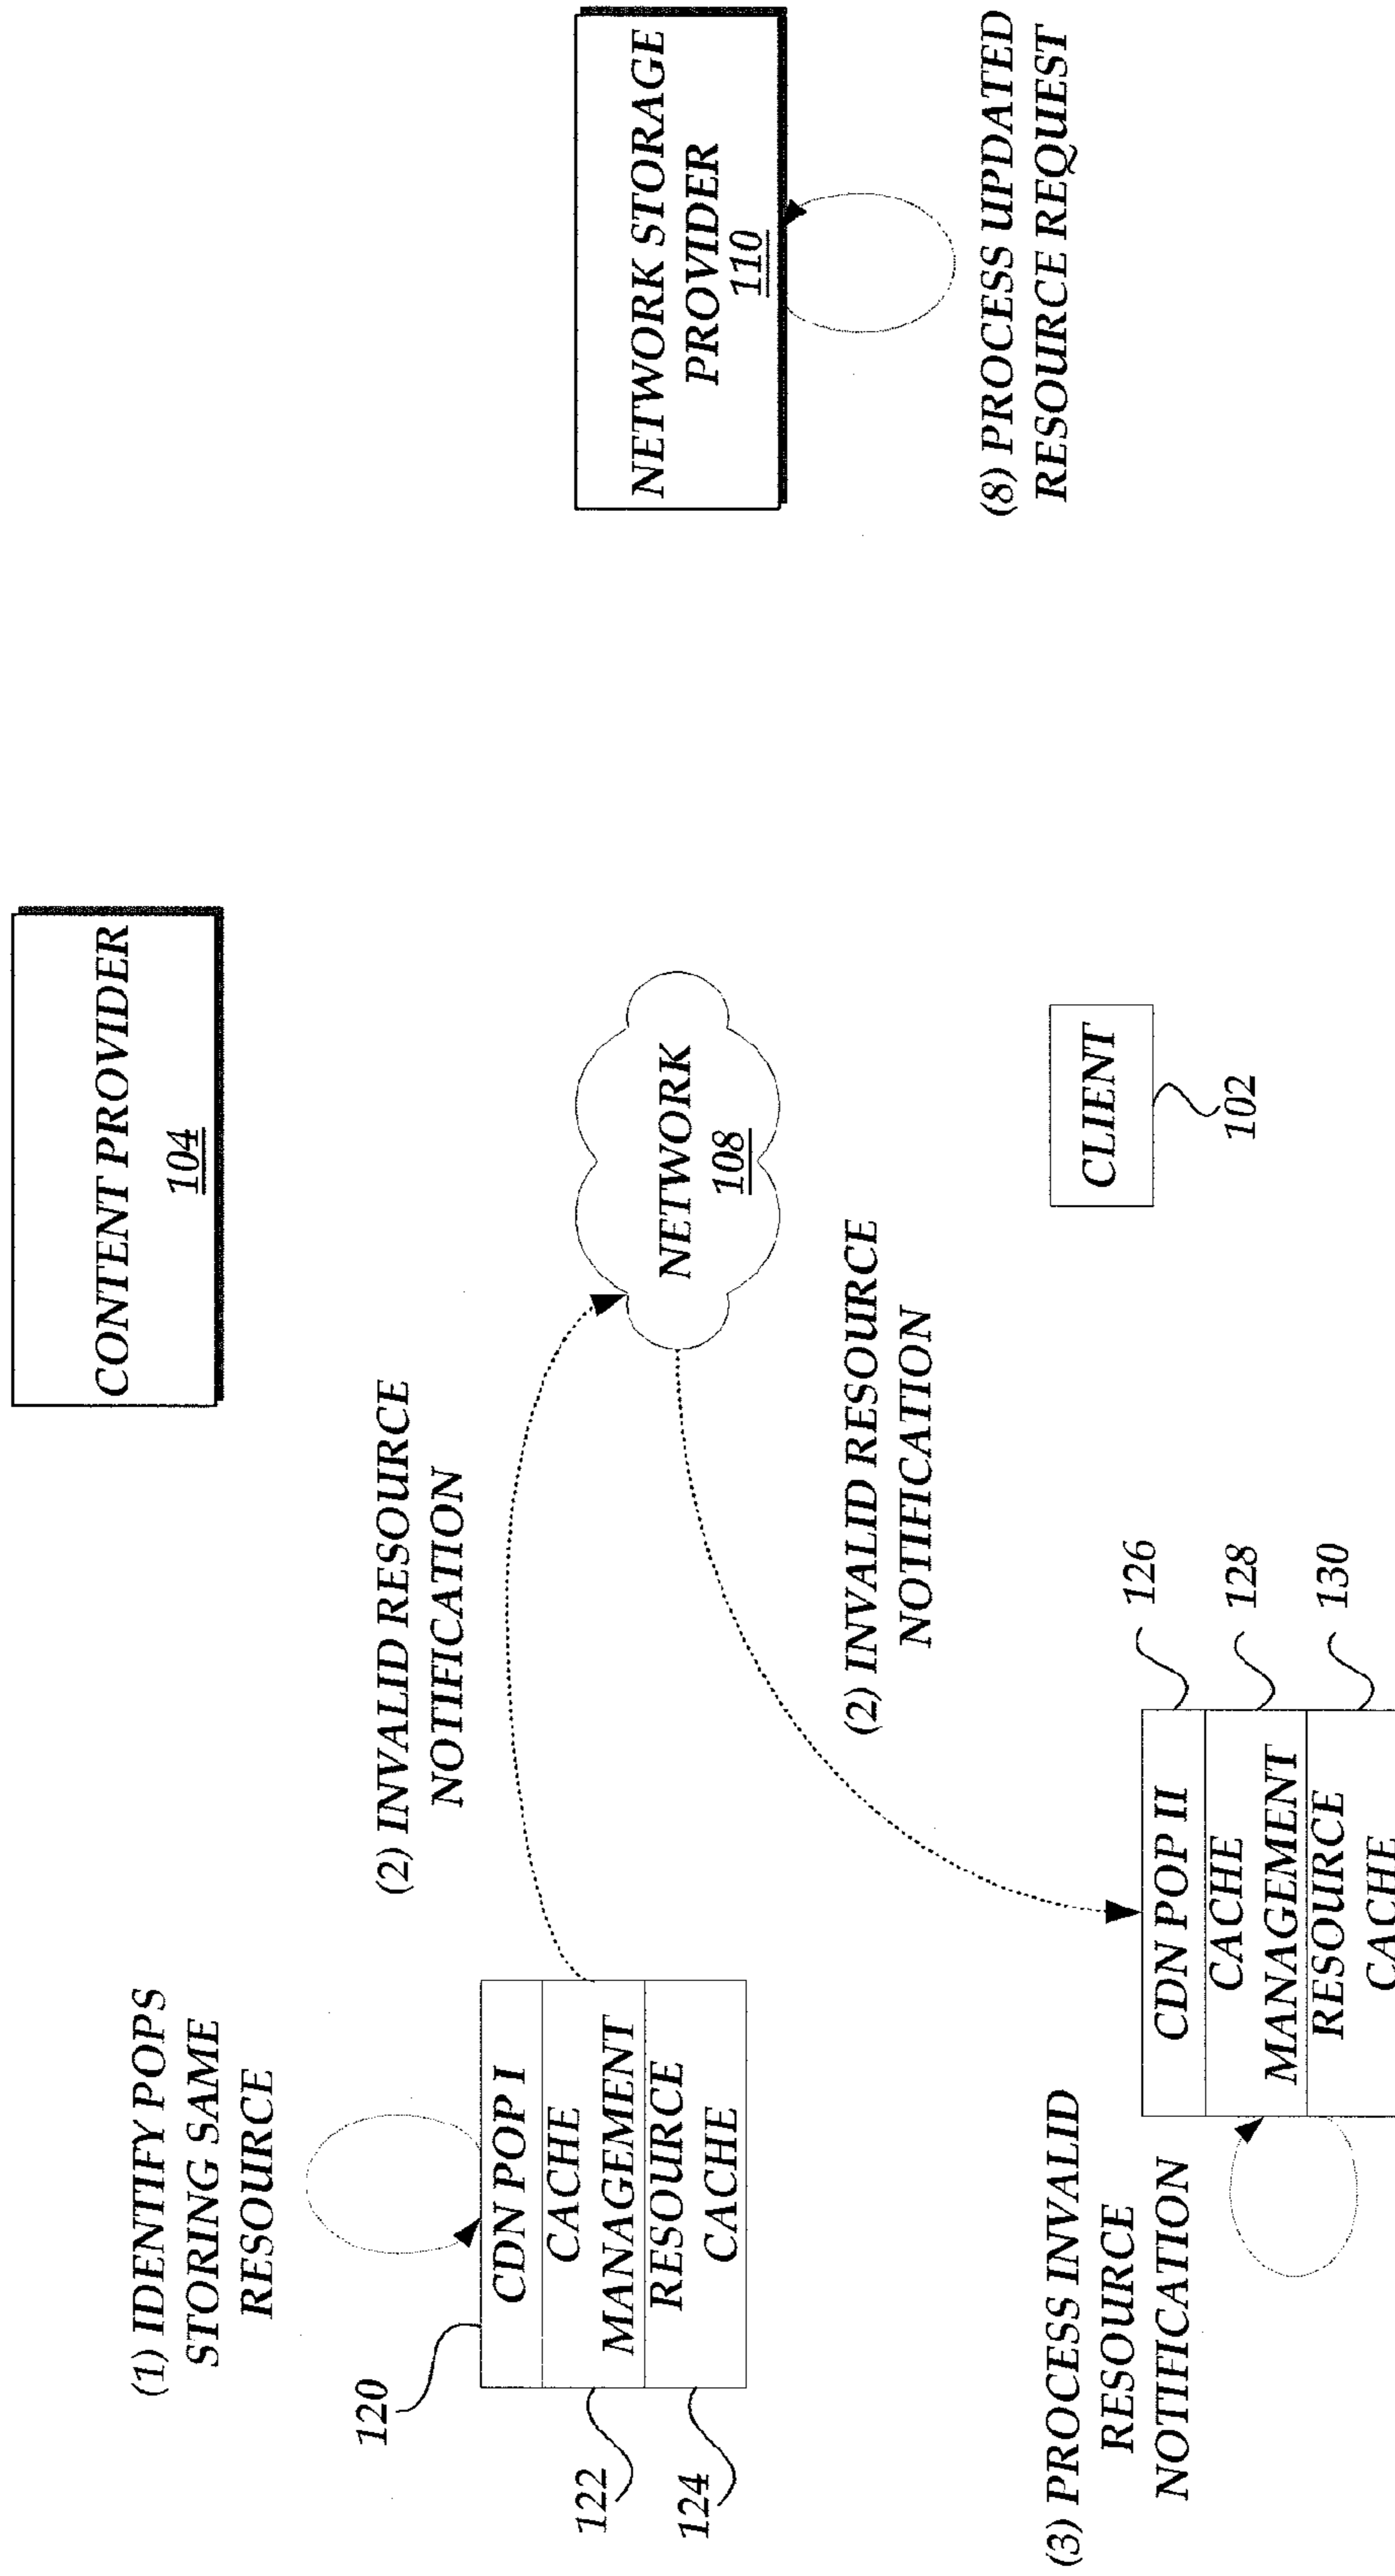 CONTENT PROVIDER
104
(1) IDENTIFY POPS
STORING SAME
RESOURCE
120
(2) INVALID RESOURCE
NOTIFICATION
CDN POP I
CACHE
MANAGEMENT
RESOURCE
CACHE
122
124
NETWORK
108
NETWORK STORAGE
PROVIDER
110
(2) INVALID RESOURCE
NOTIFICATION
(8) PROCESS UPDATED
RESOURCE REQUEST
CLIENT
102
(3) PROCESS INVALID
RESOURCE
NOTIFICATION
CDN POP II
CACHE
MANAGEMENT
RESOURCE
CACHE
126
128
130